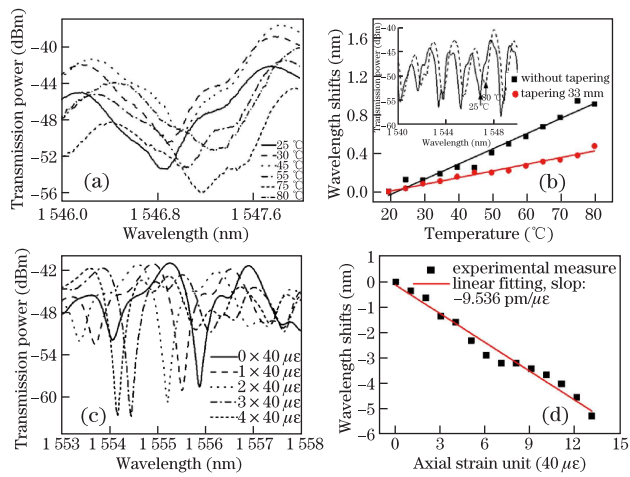 Transmission power (dBm)
−40
−44
−48
−52
−56
(a)
25 ℃
30 ℃
45 ℃
55 ℃
75 ℃
80 ℃
1 546.0
1 546.8
1 547.6
Wavelength (nm)
Wavelength shifts (nm)
1.6
1.2
0.8
0.4
0.0
Transmission power (dBm)
−40
−45
−50
−55
−60
25 ℃
80 ℃
1 540
1 544
1 548
Wavelength (nm)
without tapering
tapering 33 mm
(b)
20
30
40
50
60
70
80
Temperature (℃)
Transmission power (dBm)
−42
−48
−54
−60
(c)
0×40 με
1×40 με
2×40 με
3×40 με
4×40 με
1 553
1 554
1 555
1 556
1 557
1 558
Wavelength (nm)
Wavelength shifts (nm)
1
0
−1
−2
−3
−4
−5
−6
experimental measure
linear fitting, slop:
−9.536 pm/με
(d)
0
3
6
9
12
15
Axial strain unit (40 με)